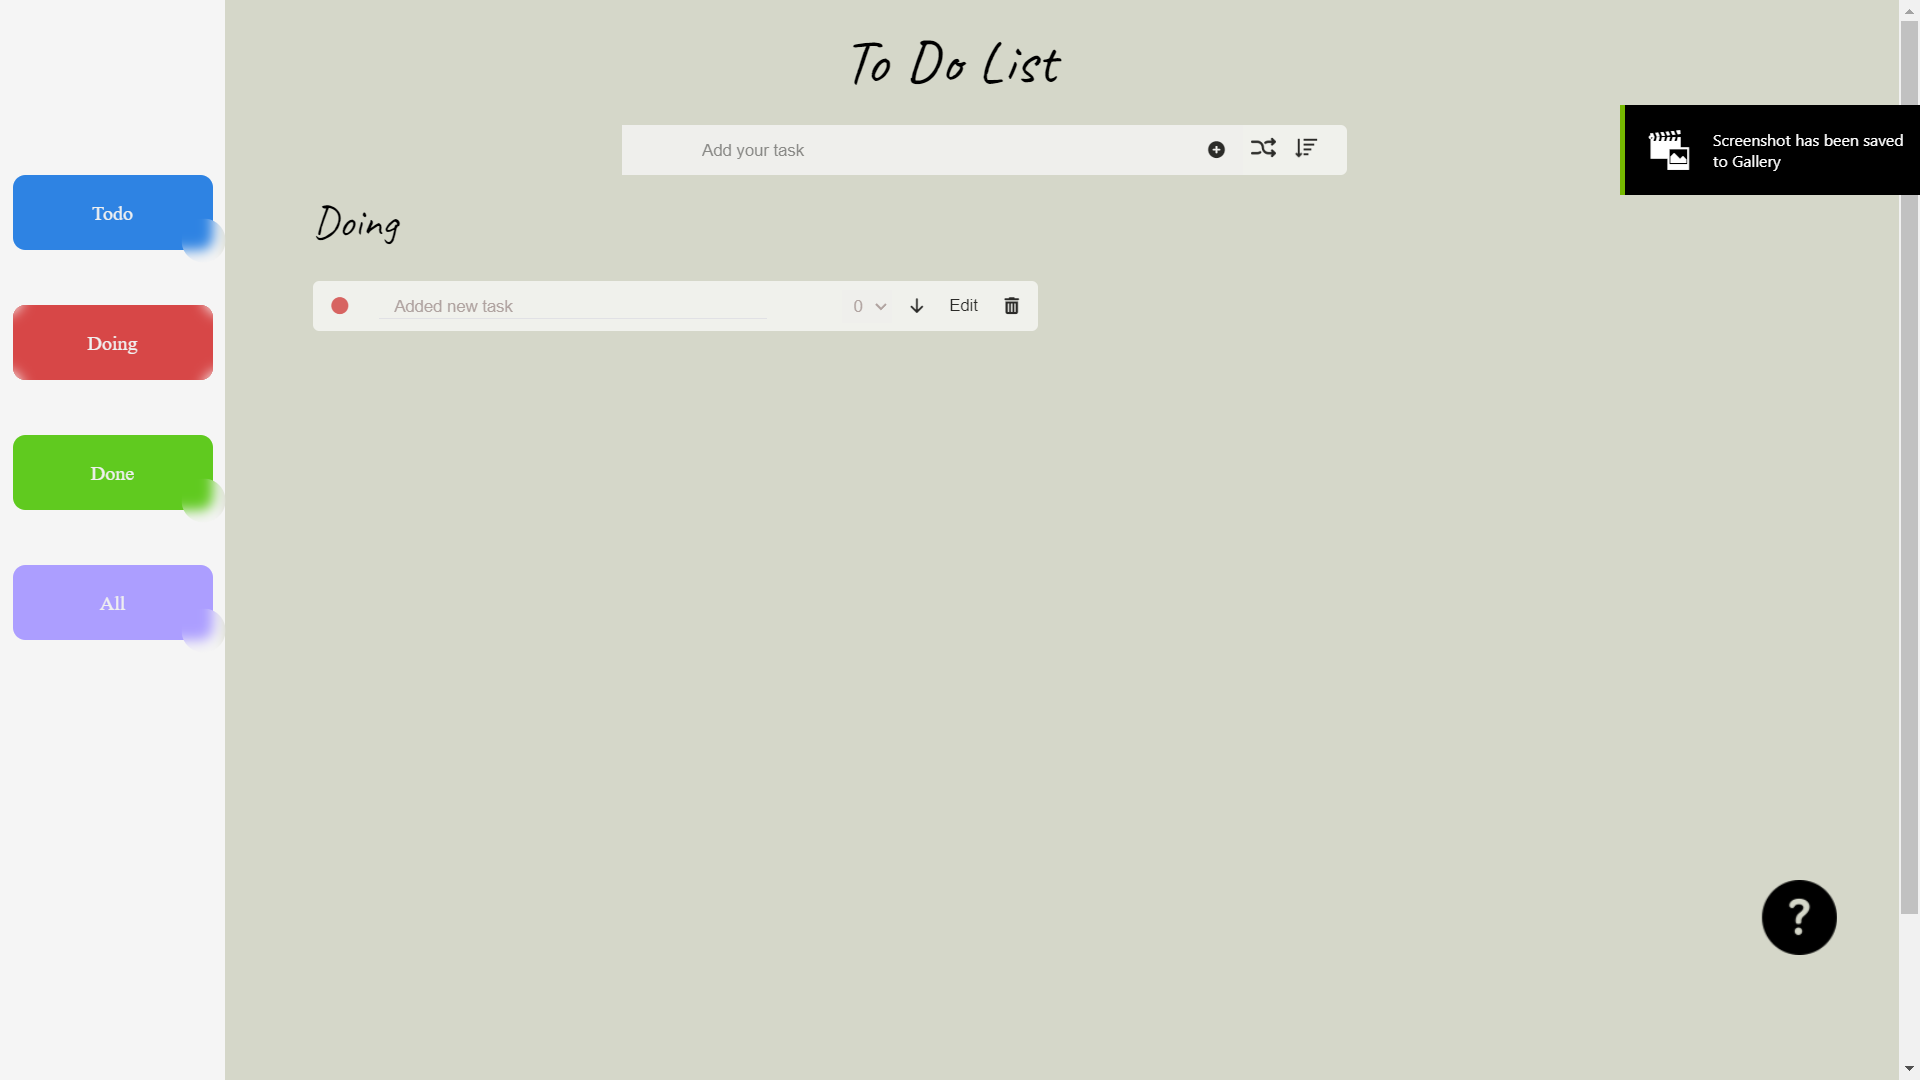 To Do List
Add your task
Screenshot has been saved
to Gallery
Todo
Doing
Doing
Added new task 0 Edit
Done
All
?